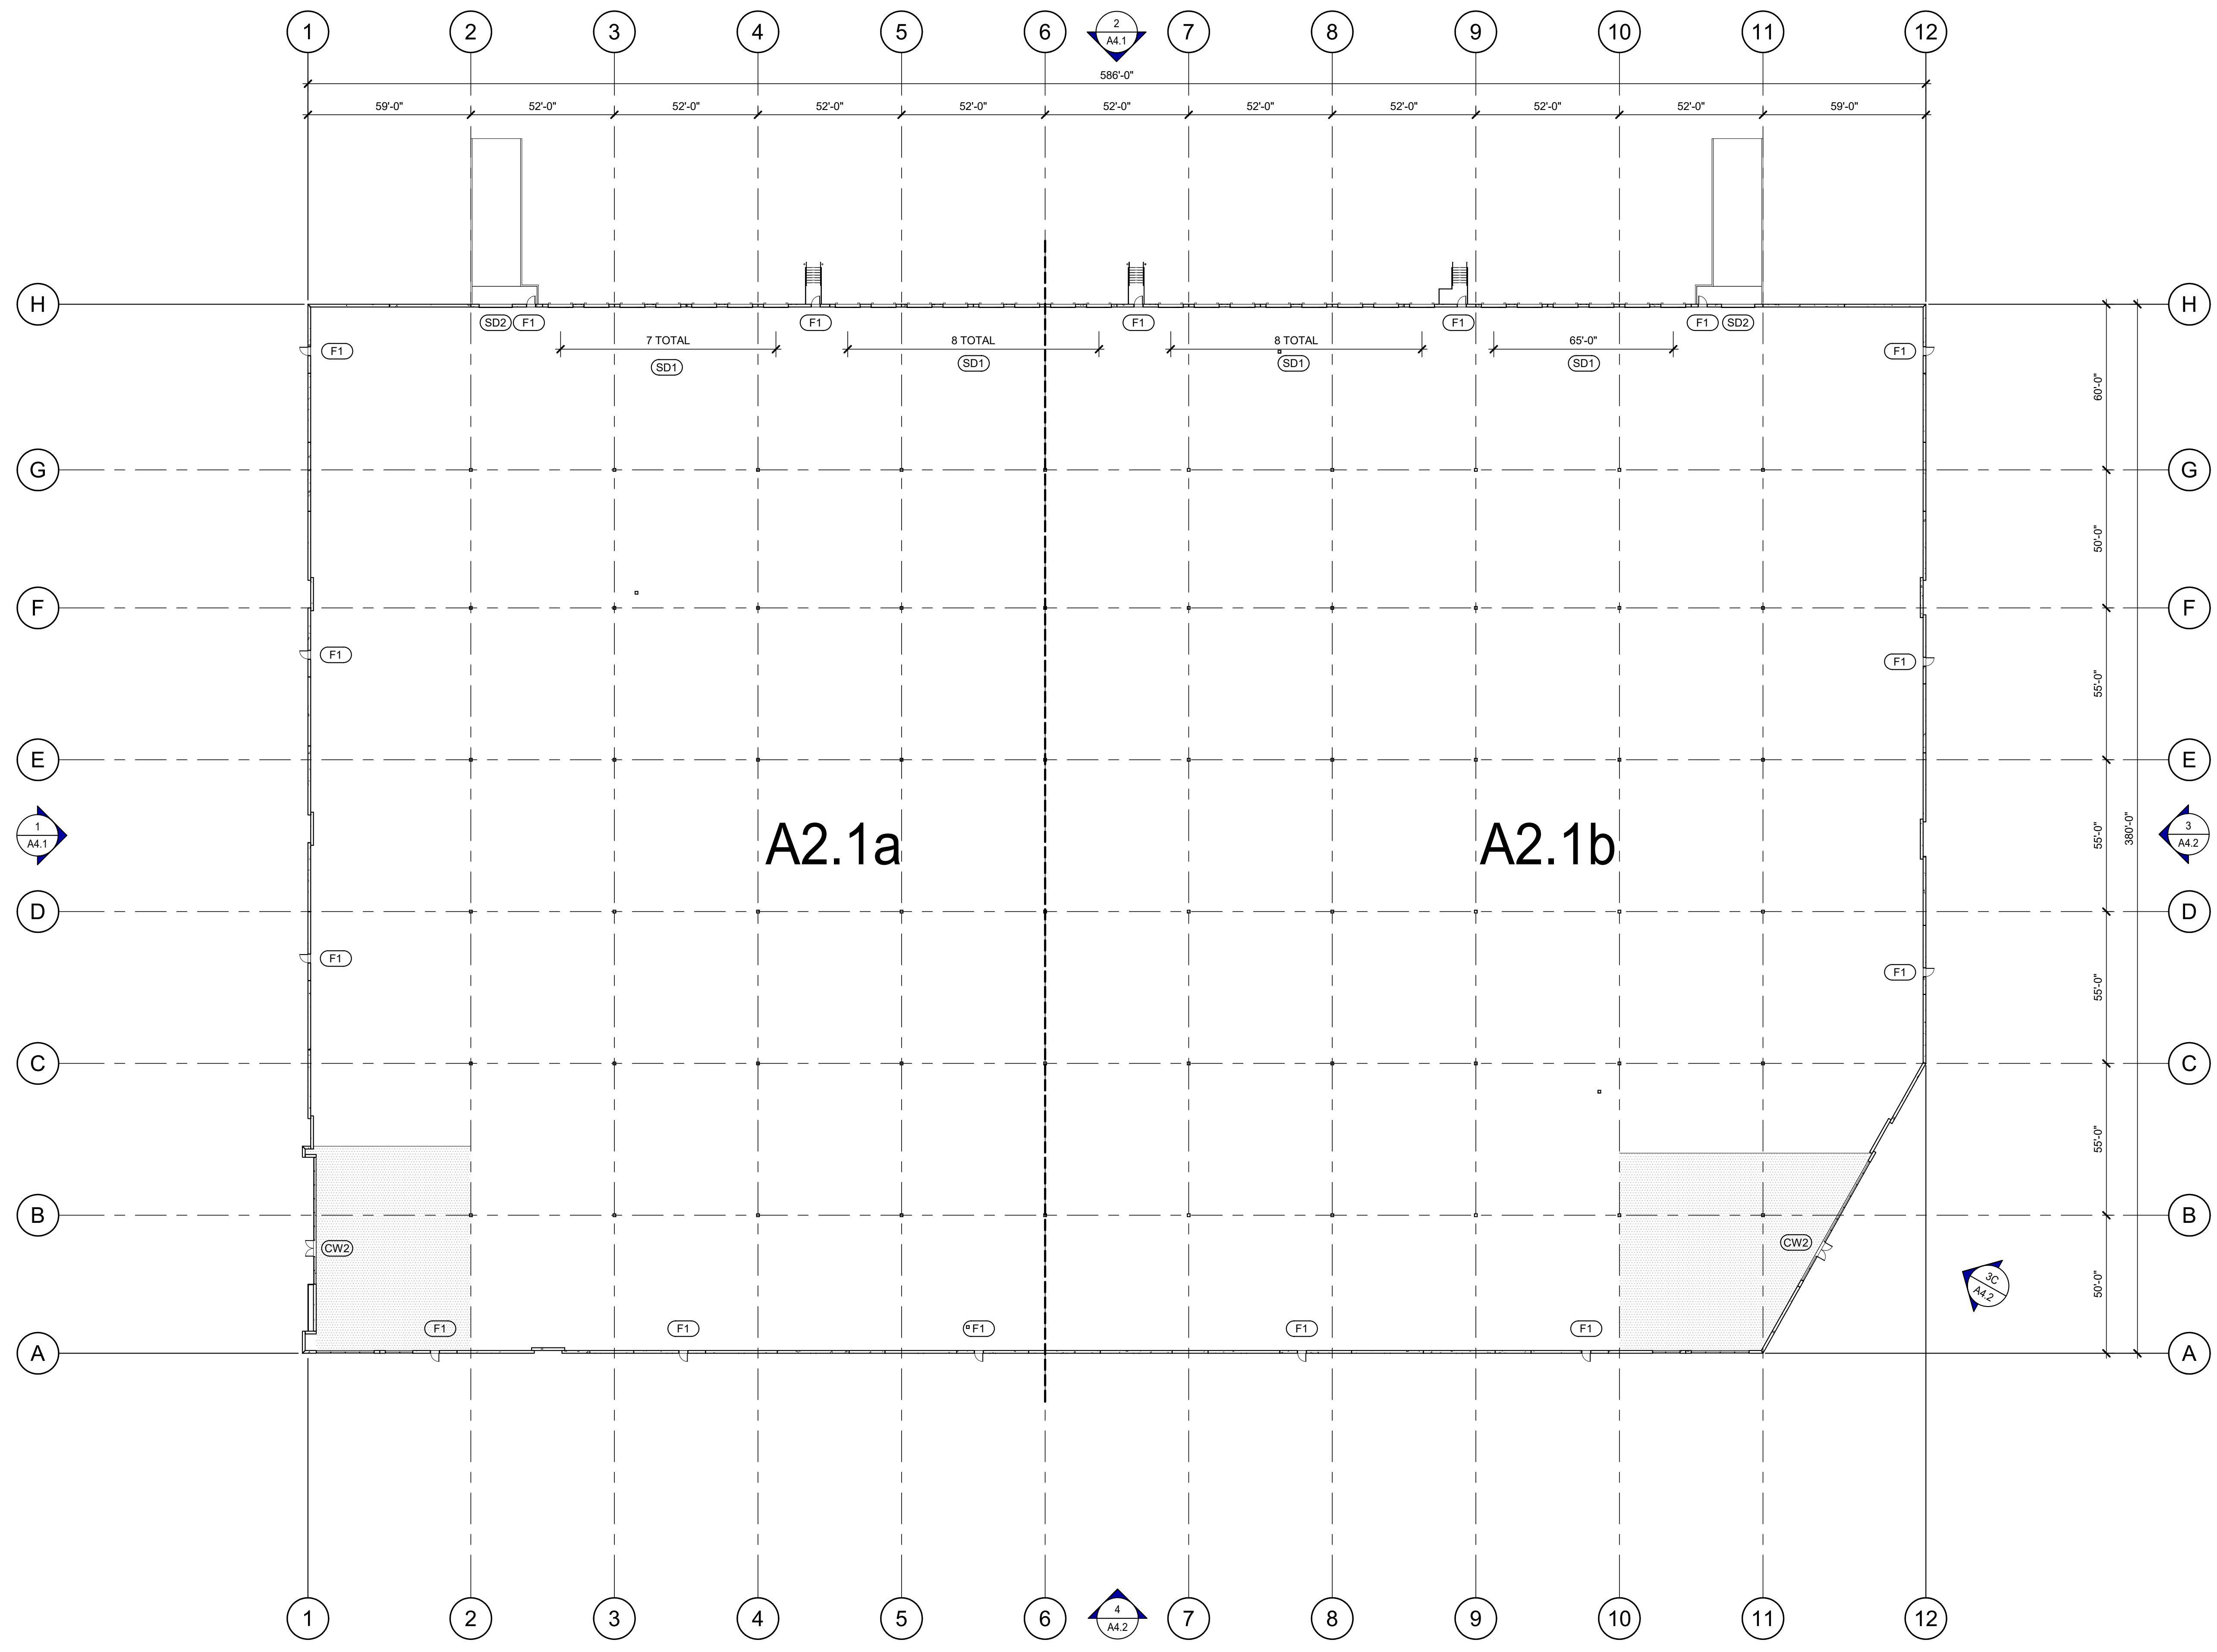 1 2 3 4 5 6 7 8 9 10 11 12
2
A4.1
586'-0"
59'-0" 52'-0" 52'-0" 52'-0" 52'-0" 52'-0" 52'-0" 52'-0" 52'-0" 52'-0" 59'-0"
H H
SD2 F1 F1 F1 F1 F1 SD2
7 TOTAL 8 TOTAL 8 TOTAL 65'-0"
F1 F1
SD1 SD1 SD1 SD1
60'-0"
G G
50'-0"
F F
F1 F1
55'-0"
E E
1
A4.1
A2.1a A2.1b
55'-0"
380'-0"
3
A4.2
D D
F1 F1
55'-0"
C C
55'-0"
B B
CW2 CW2
3C
A4.2
50'-0"
F1 F1 F1 F1 F1
A A
4
A4.2
1 2 3 4 5 6 7 8 9 10 11 12